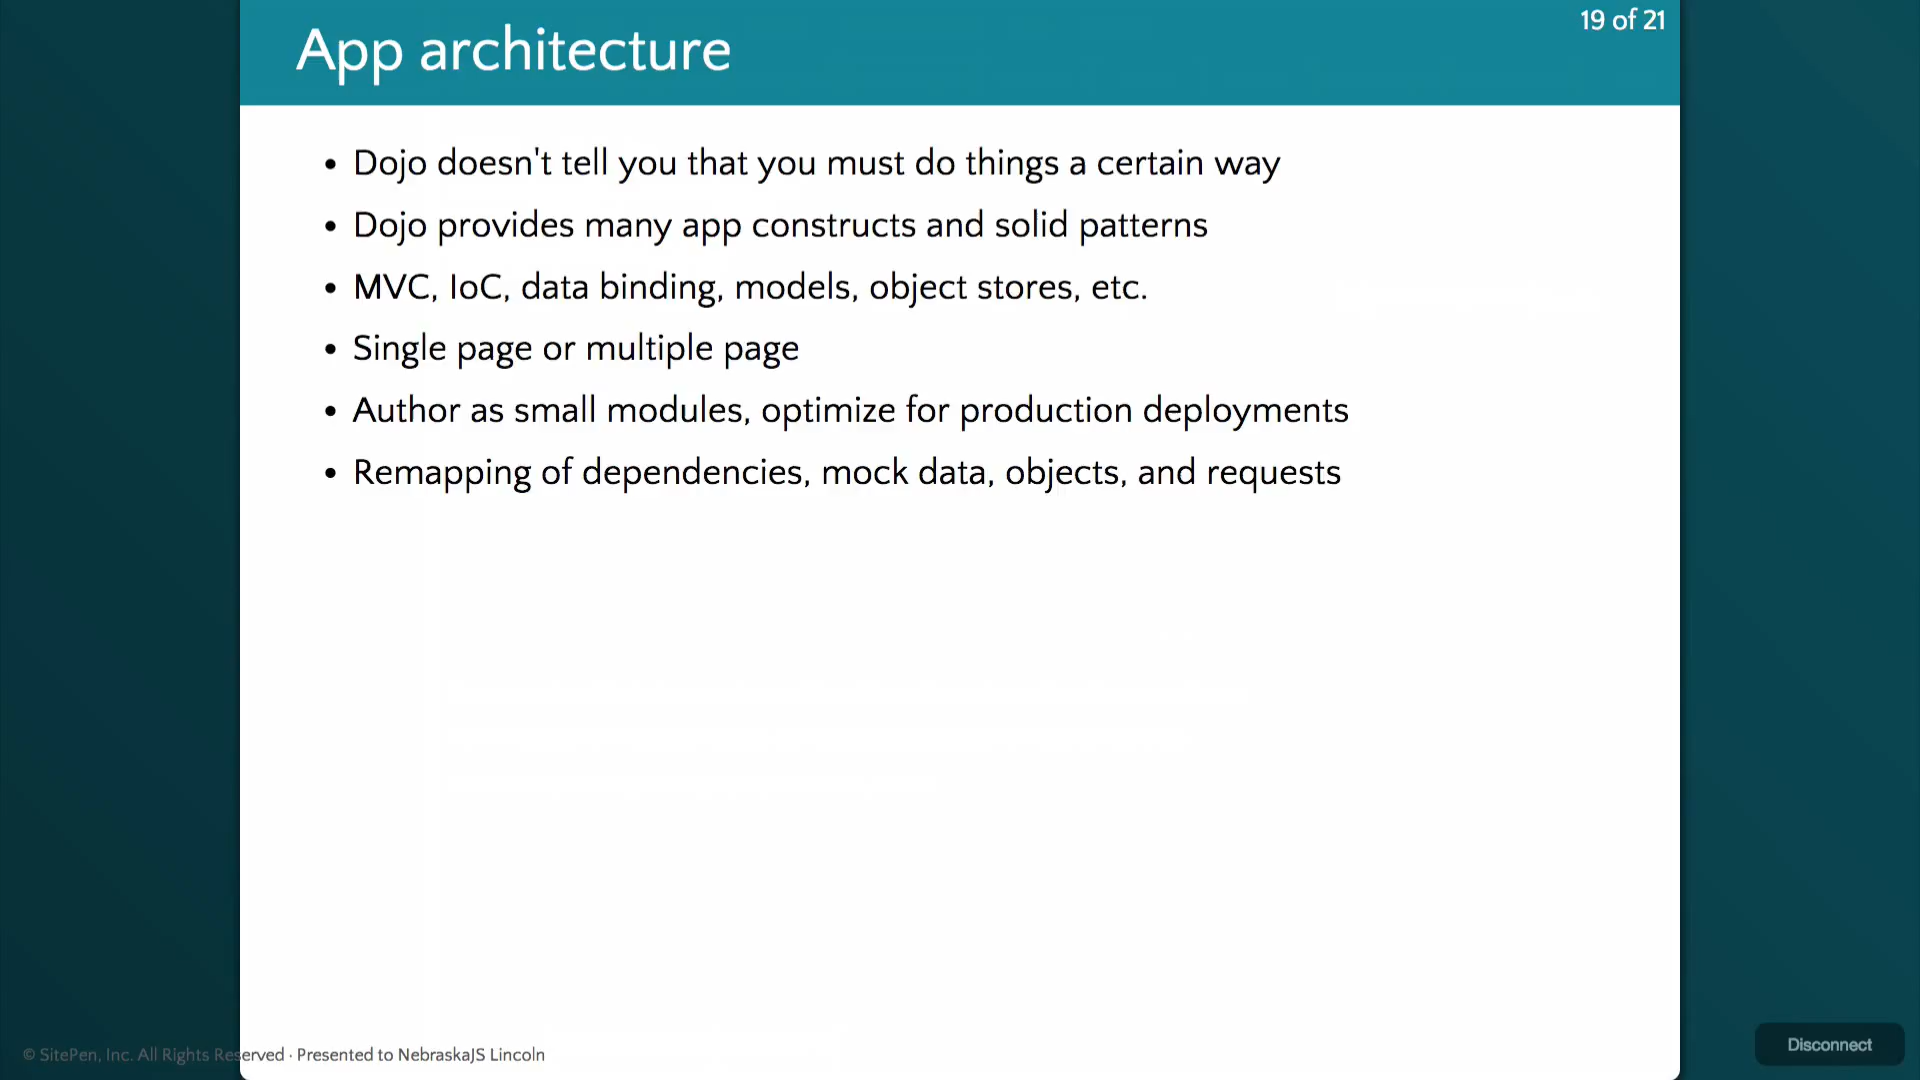 App architecture
19 of 21
• Dojo doesn't tell you that you must do things a certain way
• Dojo provides many app constructs and solid patterns
• MVC, IoC, data binding, models, object stores, etc.
• Single page or multiple page
• Author as small modules, optimize for production deployments
• Remapping of dependencies, mock data, objects, and requests
© SitePen, Inc. All Rights Reserved · Presented to NebraskaJS Lincoln
Disconnect